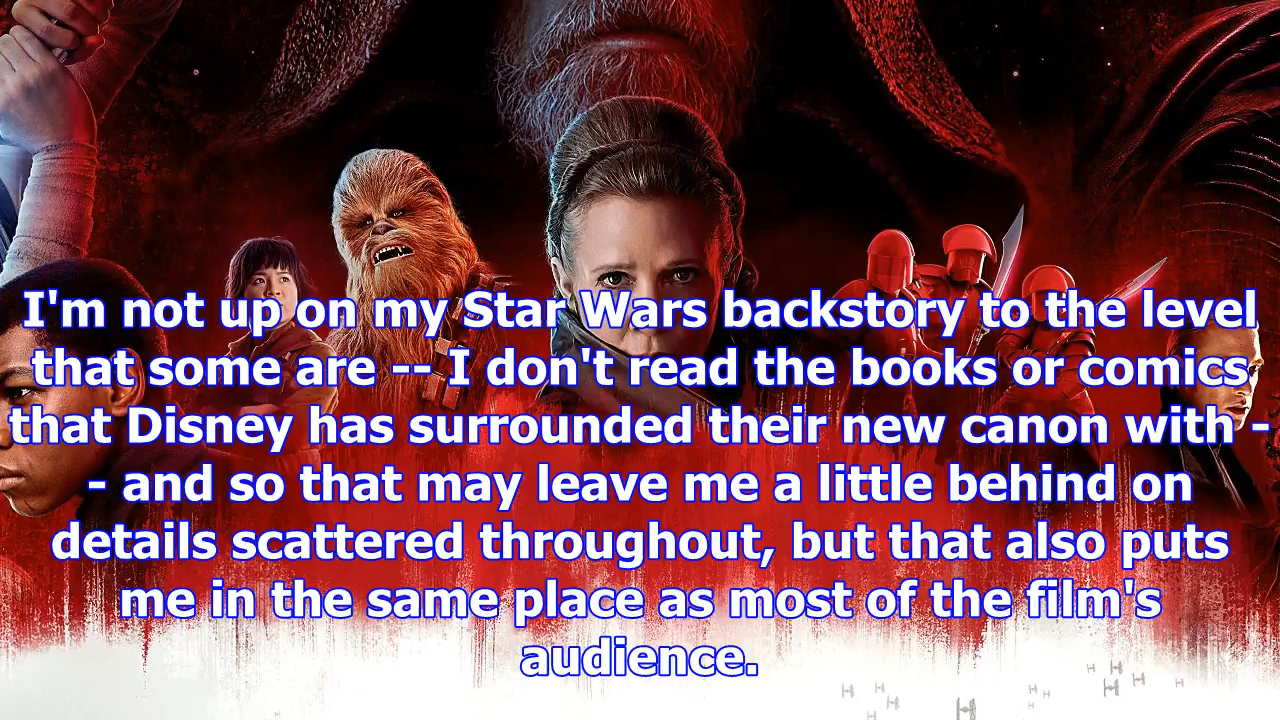 I'm not up on my Star Wars backstory to the level
that some are -- I don't read the books or comics
that Disney has surrounded their new canon with -
- and so that may leave me a little behind on
details scattered throughout, but that also puts
me in the same place as most of the film's
audience.